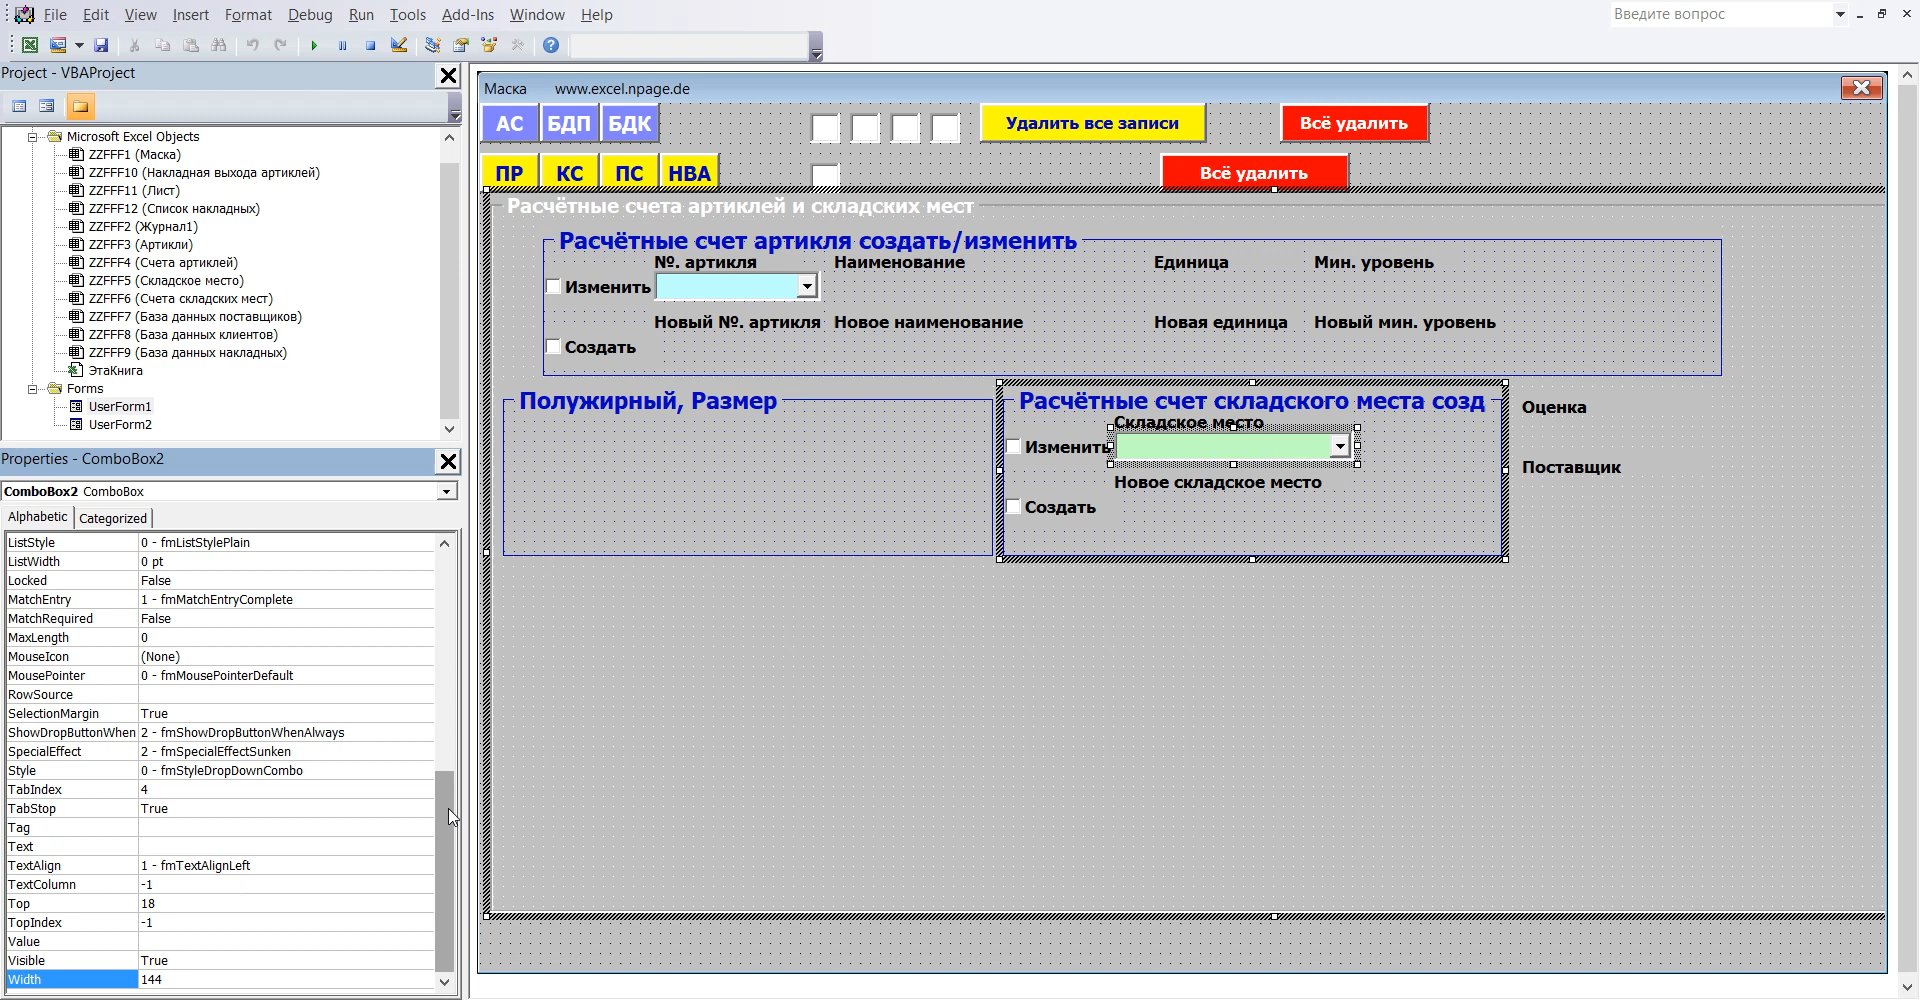 File Edit View Insert Format Debug Run Tools Add-Ins Window Help
Введите вопрос
Project - VBAProject
Microsoft Excel Objects
ZZFFF1 (Маска)
ZZFFF10 (Накладная выхода артиклей)
ZZFFF11 (Лист)
ZZFFF12 (Список накладных)
ZZFFF2 (Журнал1)
ZZFFF3 (Артикли)
ZZFFF4 (Счета артиклей)
ZZFFF5 (Складское место)
ZZFFF6 (Счета складских мест)
ZZFFF7 (База данных поставщиков)
ZZFFF8 (База данных клиентов)
ZZFFF9 (База данных накладных)
ЭтаКнига
Forms
UserForm1
UserForm2
Properties - ComboBox2
ComboBox2 ComboBox
Alphabetic Categorized
ListStyle 0 - fmListStylePlain
ListWidth 0 pt
Locked False
MatchEntry 1 - fmMatchEntryComplete
MatchRequired False
MaxLength 0
MouseIcon (None)
MousePointer 0 - fmMousePointerDefault
RowSource
SelectionMargin True
ShowDropButtonWhen 2 - fmShowDropButtonWhenAlways
SpecialEffect 2 - fmSpecialEffectSunken
Style 0 - fmStyleDropDownCombo
TabIndex 4
TabStop True
Tag
Text
TextAlign 1 - fmTextAlignLeft
TextColumn -1
Top 18
TopIndex -1
Value
Visible True
Width 144
Маска www.excel.npage.de
АС БДП БДК Удалить все записи Всё удалить
ПР КС ПС НВА Всё удалить
Расчётные счета артиклей и складских мест
Расчётные счет артикля создать/изменить
№. артикля Наименование Единица Мин. уровень
Изменить
Новый №. артикля Новое наименование Новая единица Новый мин. уровень
Создать
Полужирный, Размер
Расчётные счет складского места созд
Складское место
Изменить
Новое складское место
Создать
Оценка
Поставщик